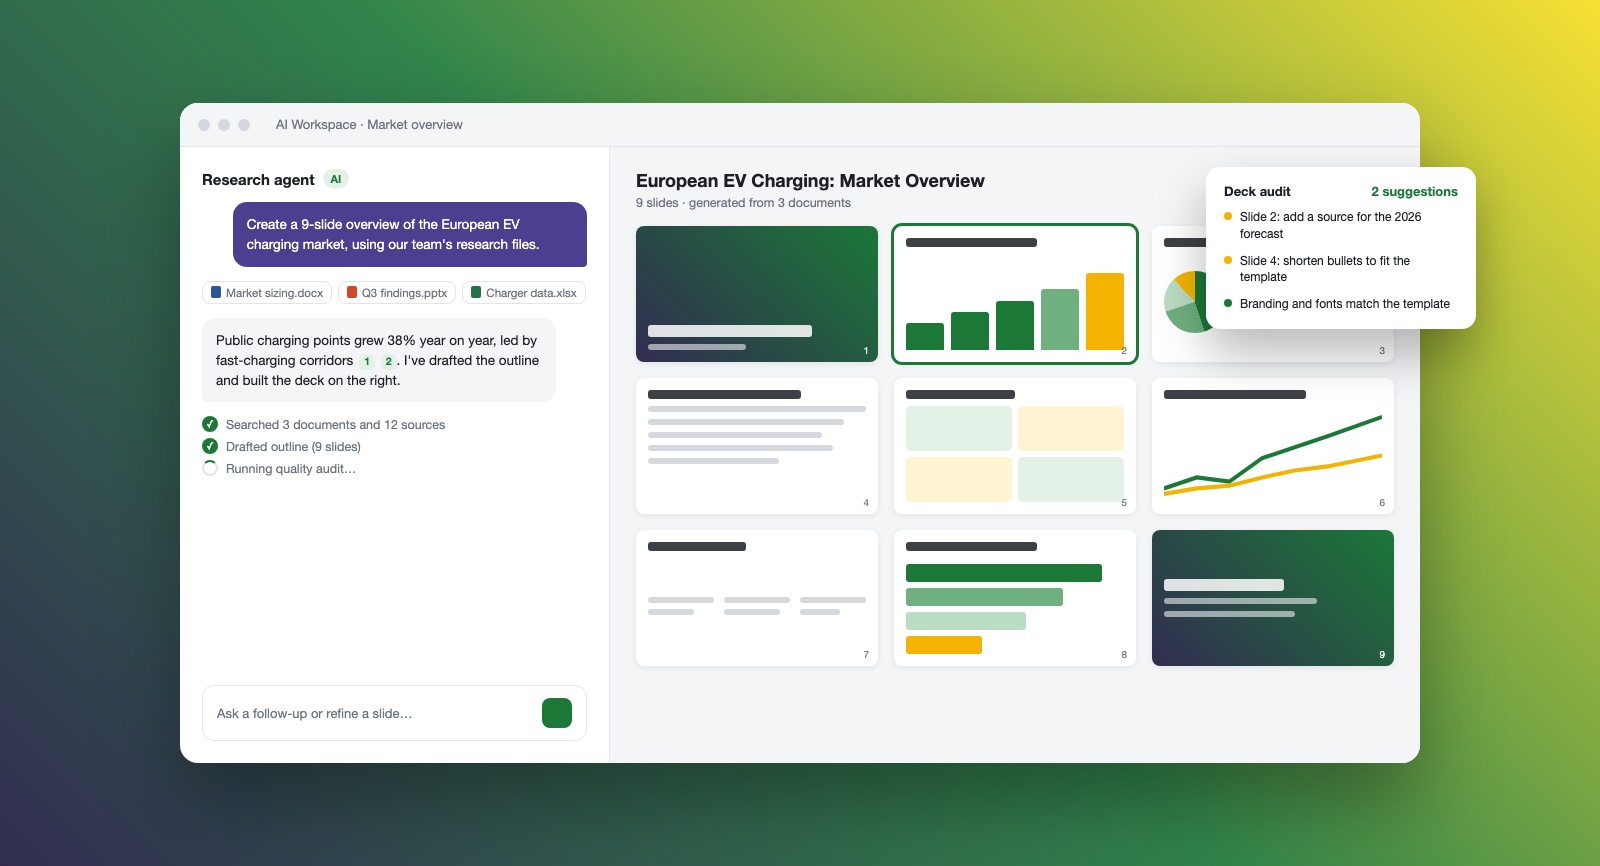 AI Workspace · Market overview
Research agent AI
Create a 9-slide overview of the European EV
charging market, using our team's research files.
Market sizing.docx
Q3 findings.pptx
Charger data.xlsx
Public charging points grew 38% year on year, led by
fast-charging corridors 1 2 . I've drafted the outline
and built the deck on the right.
Searched 3 documents and 12 sources
Drafted outline (9 slides)
Running quality audit…
Ask a follow-up or refine a slide…
European EV Charging: Market Overview
9 slides · generated from 3 documents
Deck audit
2 suggestions
Slide 2: add a source for the 2026
forecast
Slide 4: shorten bullets to fit the
template
Branding and fonts match the template
1
2
3
4
5
6
7
8
9